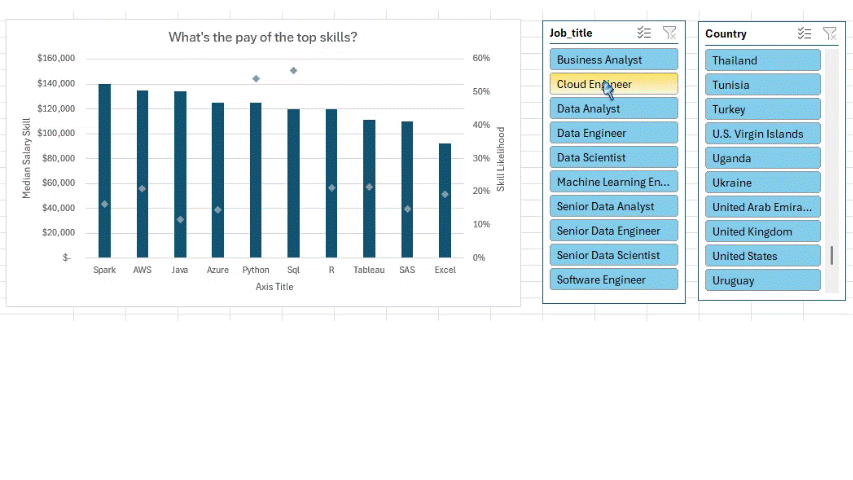 What's the pay of the top skills?
Median Salary Skill
$160,000
$140,000
$120,000
$100,000
$80,000
$60,000
$40,000
$20,000
$-
60%
50%
40%
30%
20%
10%
0%
Skill Likelihood
Spark AWS Java Azure Python Sql R Tableau SAS Excel
Axis Title
Job_title
Business Analyst
Cloud Engineer
Data Analyst
Data Engineer
Data Scientist
Machine Learning En...
Senior Data Analyst
Senior Data Engineer
Senior Data Scientist
Software Engineer
Country
Thailand
Tunisia
Turkey
U.S. Virgin Islands
Uganda
Ukraine
United Arab Emira...
United Kingdom
United States
Uruguay